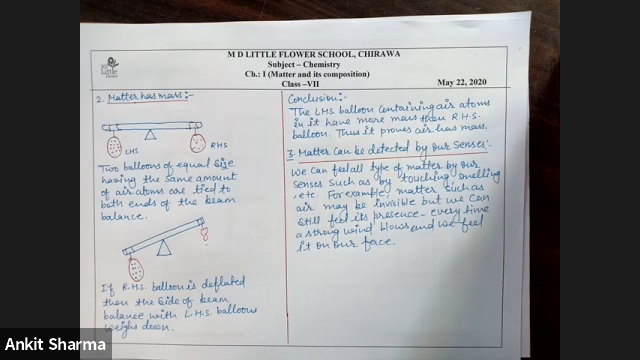 M D LITTLE FLOWER SCHOOL, CHIRAWA
Subject – Chemistry
Ch.: I (Matter and its composition)
Class –VII
May 22, 2020
Little
2. Matter has mass:-
LHS
RHS
Two balloons of equal size
having the same amount
of air atoms are tied to
both ends of the beam
balance.
If R.H.S. balloon is deflated
then the side of beam
balance with L.H.S. balloons
weighs down.
Conclusion:-
The LHS balloon containing air atoms
in it have more mass than R.H.S.
balloon. Thus it proves air has mass.
3. Matter can be detected by our Senses:-
We can feel all type of matter by our
senses such as by touching smelling
, etc. For example, matter such as
air may be invisible but we can
still feel its presence - every time
a strong wind blows and we feel
it on our face.
Ankit Sharma